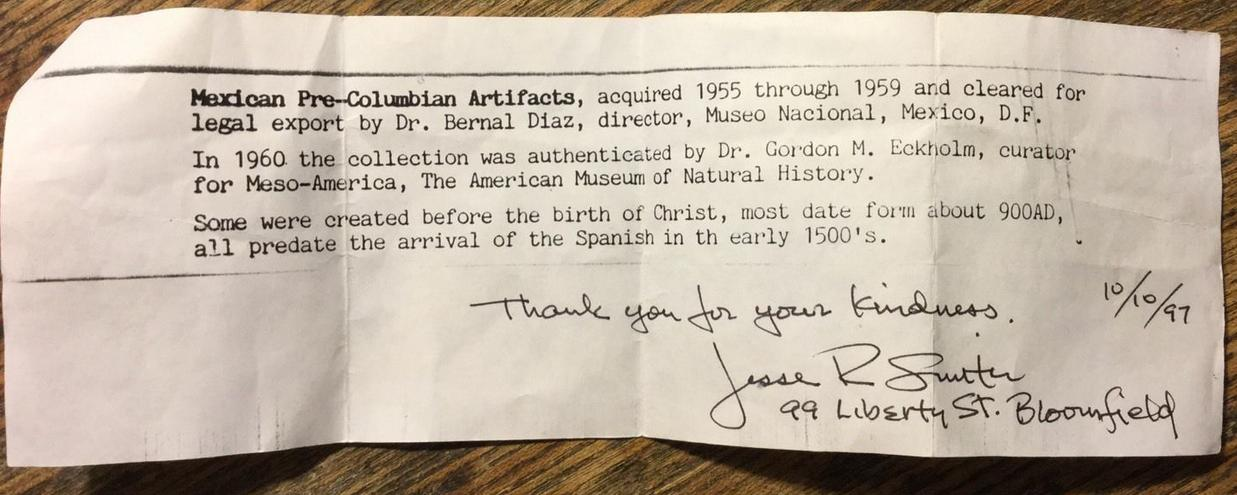 Mexican Pre-Columbian Artifacts, acquired 1955 through 1959 and cleared for
legal export by Dr. Bernal Diaz, director, Museo Nacional, Mexico, D.F.
In 1960 the collection was authenticated by Dr. Gordon M. Eckholm, curator
for Meso-America, The American Museum of Natural History.
Some were created before the birth of Christ, most date form about 900AD,
all predate the arrival of the Spanish in th early 1500's.
Thank you for your kindness. 10/10/97
Jesse R
99 Liberty St. Bloomfield